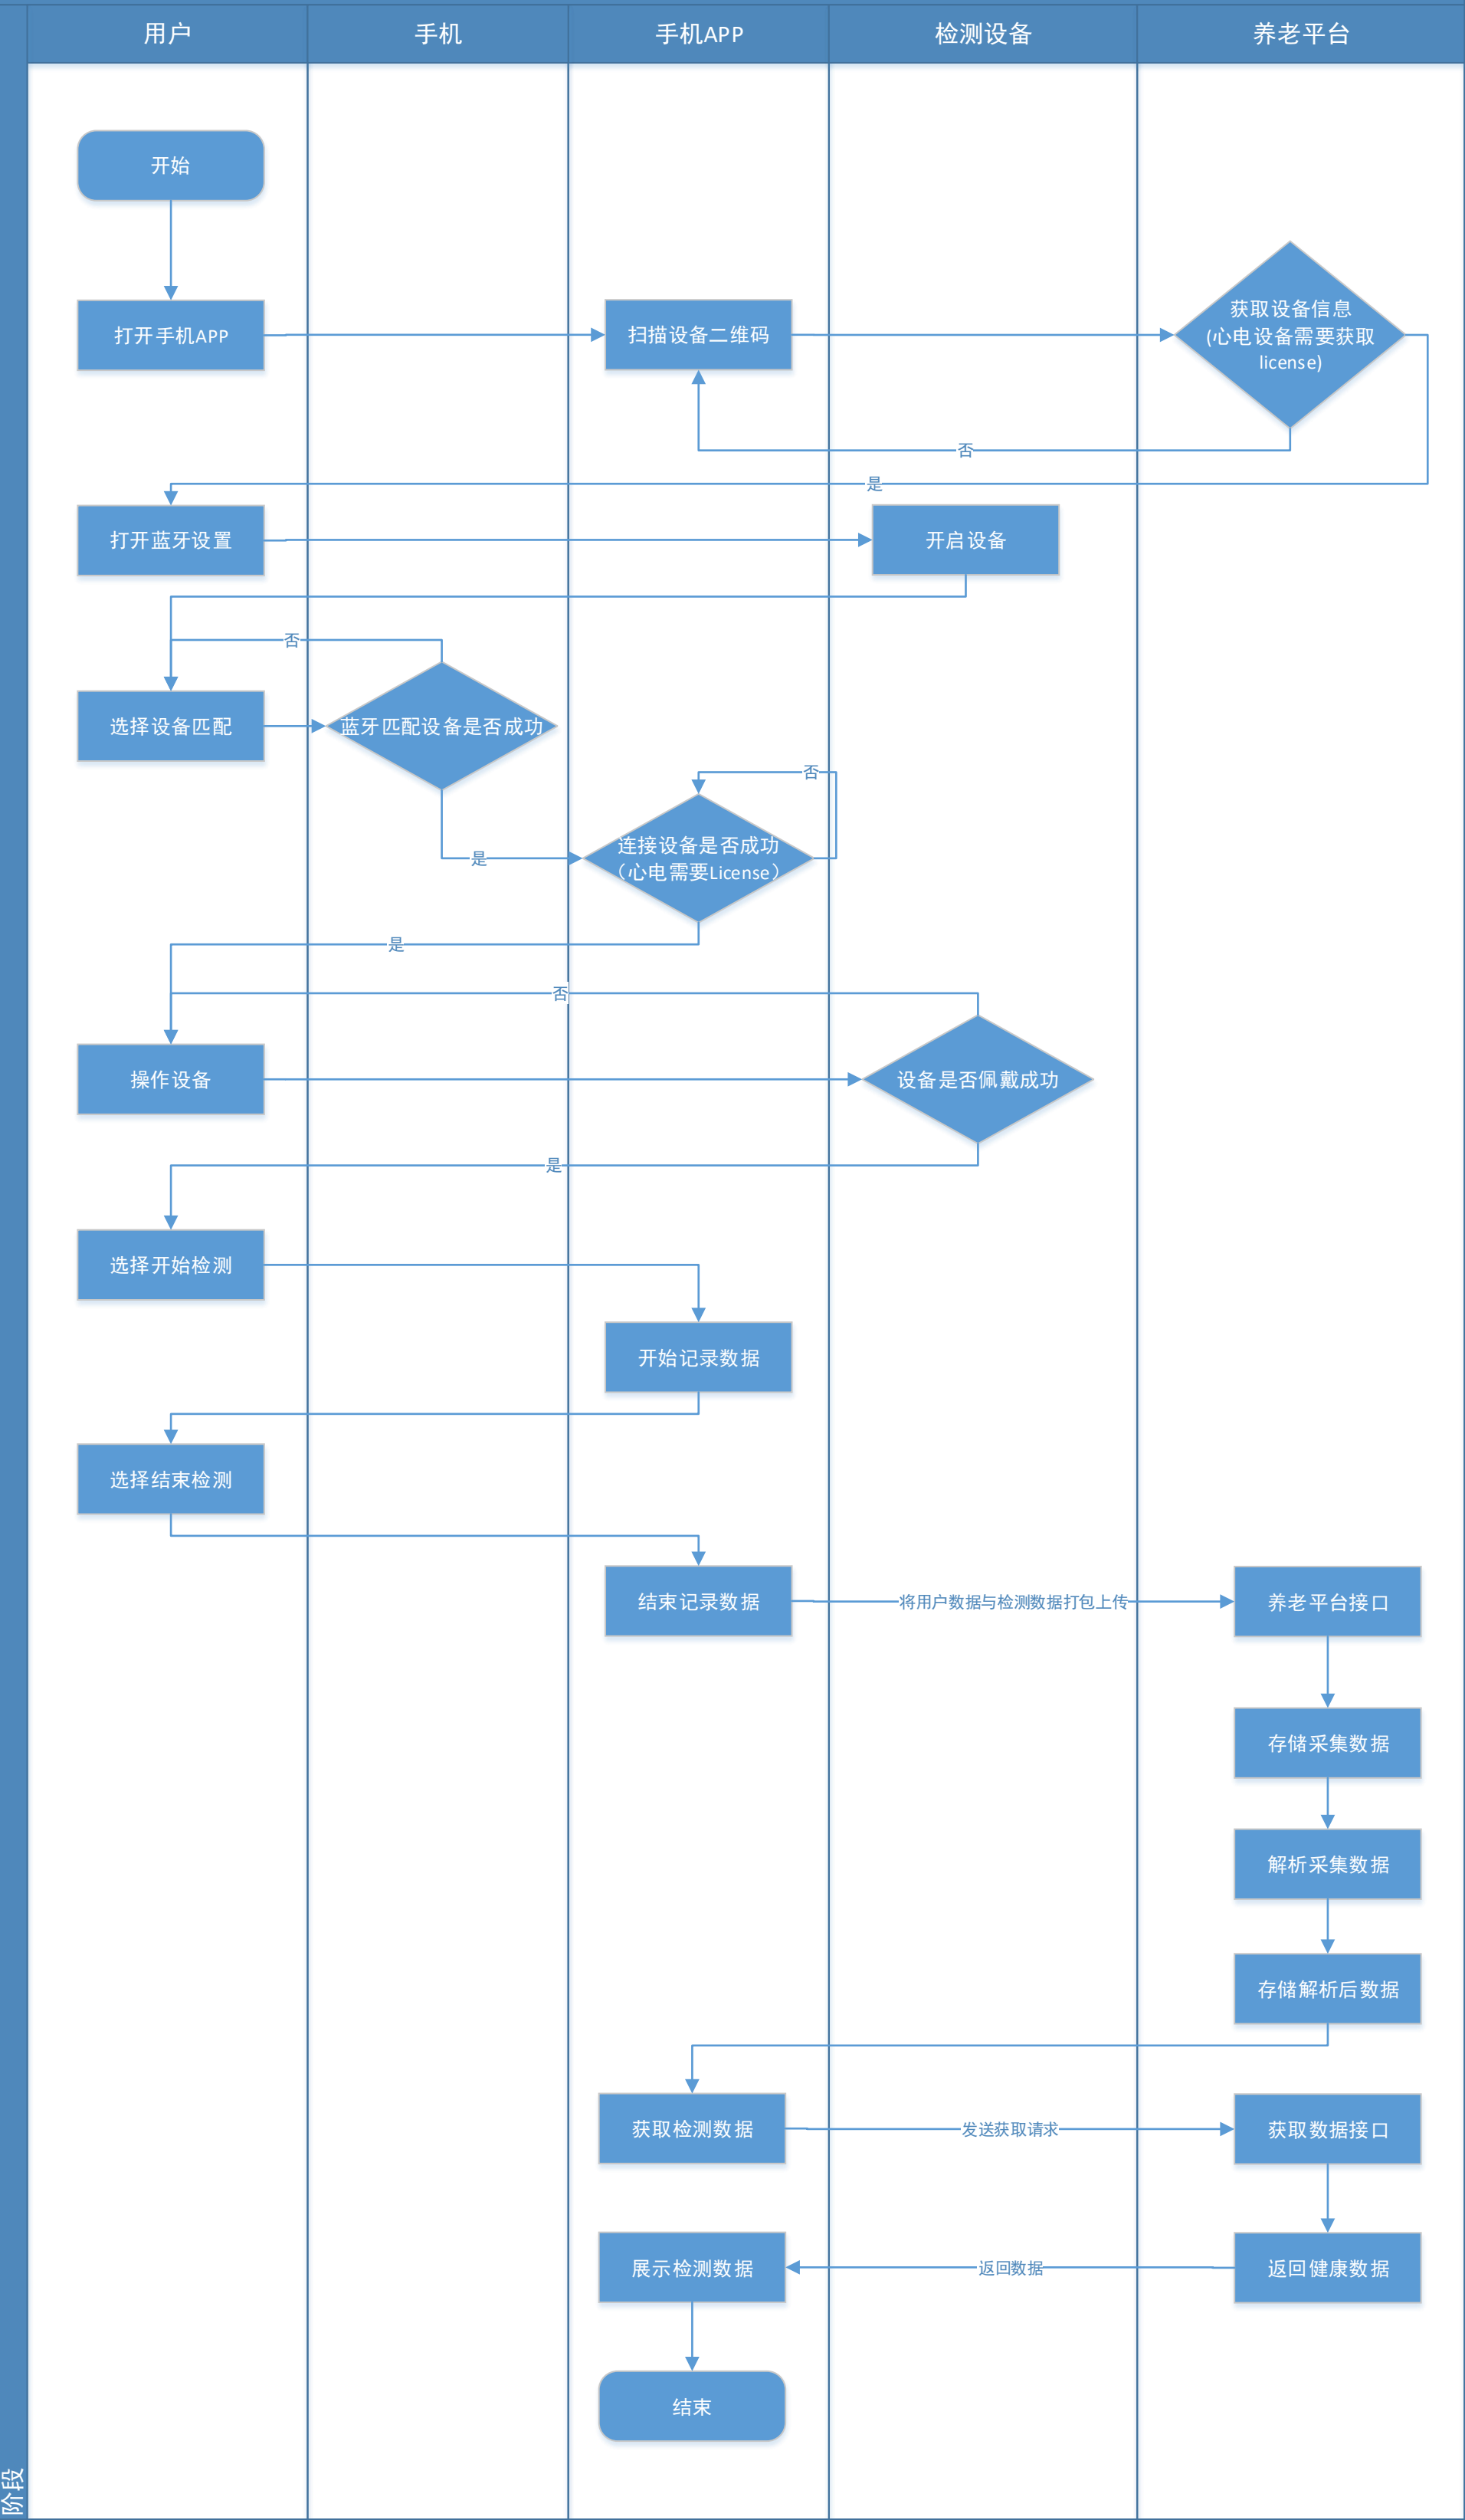 用户
手机
手机APP
检测设备
养老平台
开始
打开手机APP
扫描设备二维码
获取设备信息
(心电设备需要获取
license)
否
是
打开蓝牙设置
开启设备
否
选择设备匹配
蓝牙匹配设备是否成功
否
连接设备是否成功
（心电需要License）
是
是
否
操作设备
设备是否佩戴成功
是
选择开始检测
开始记录数据
选择结束检测
结束记录数据
将用户数据与检测数据打包上传
养老平台接口
存储采集数据
解析采集数据
存储解析后数据
获取检测数据
发送获取请求
获取数据接口
展示检测数据
返回数据
返回健康数据
结束
阶段